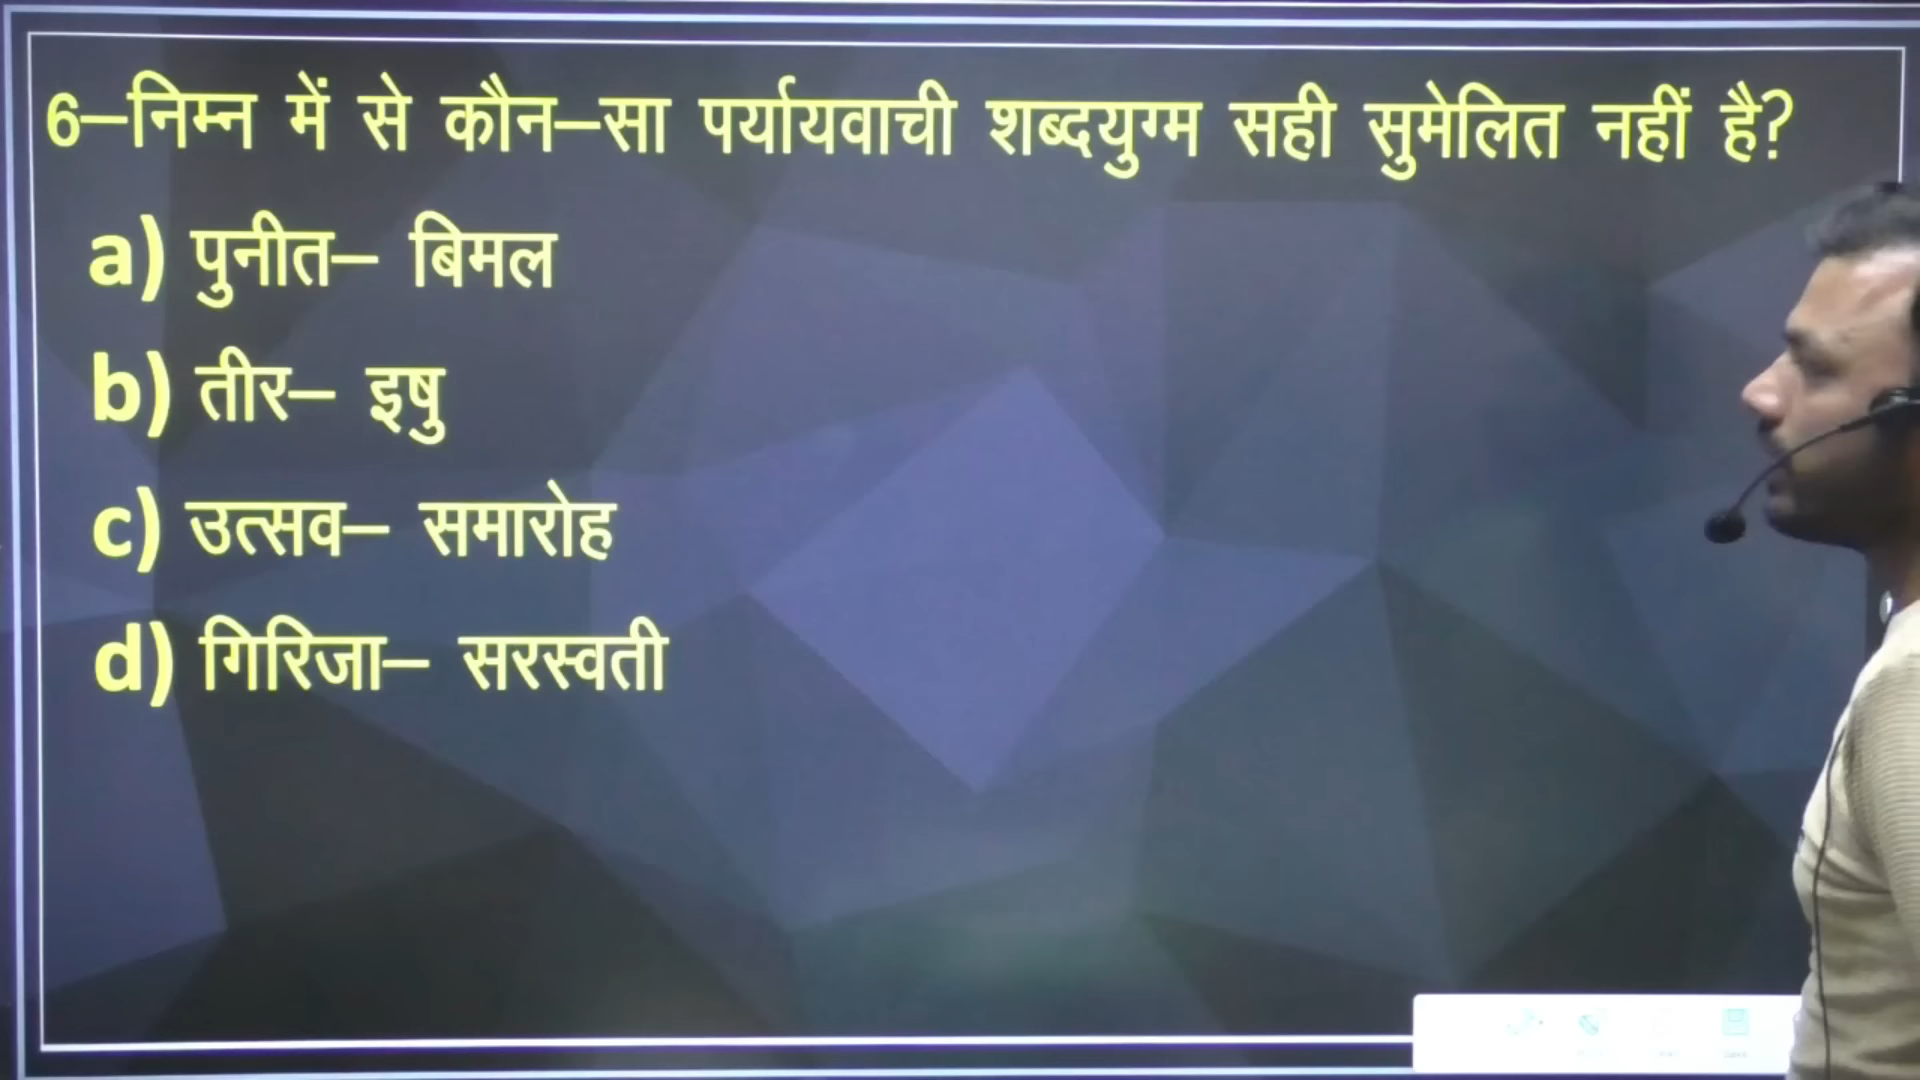 6–निम्न में से कौन–सा पर्यायवाची शब्दयुग्म सही सुमेलित नहीं है?
a) पुनीत– बिमल
b) तीर– इषु
c) उत्सव– समारोह
d) गिरिजा– सरस्वती